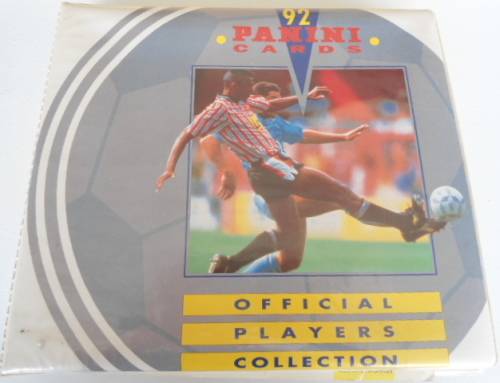 92
PANINI
CARDS
OFFICIAL
PLAYERS
COLLECTION